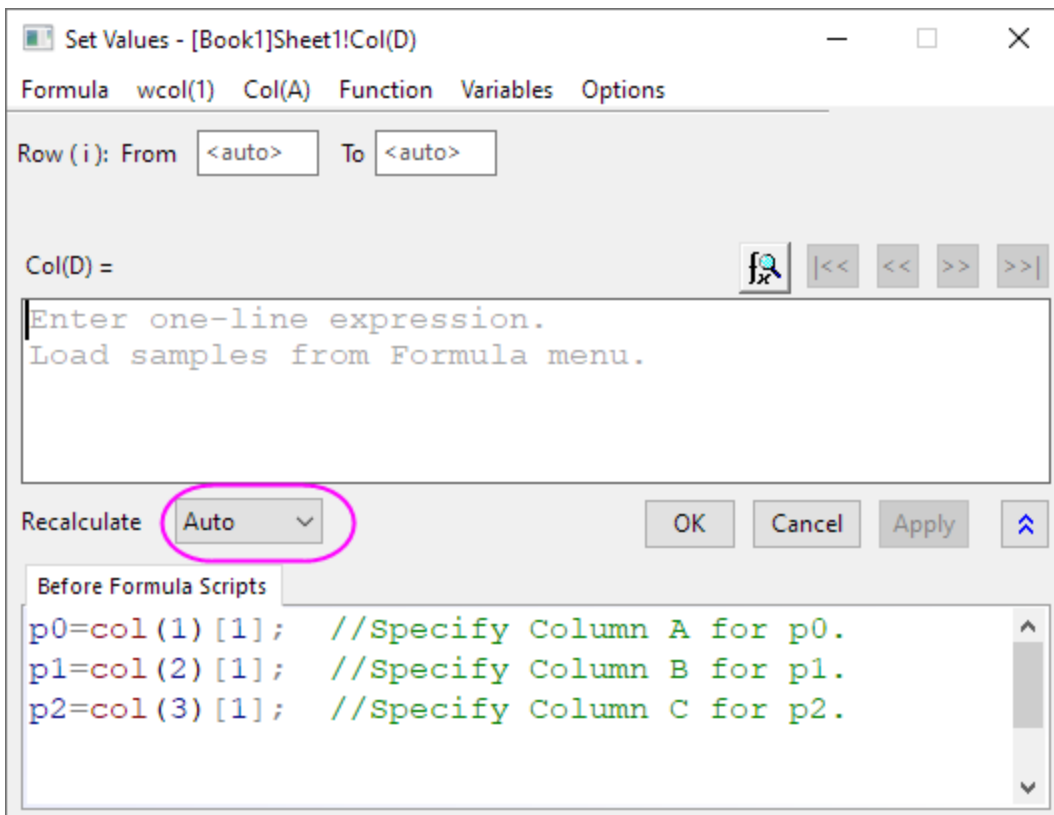 Set Values - [Book1]Sheet1!Col(D)
Formula wcol(1) Col(A) Function Variables Options
Row ( i ): From <auto> To <auto>
Col(D) = |<< << >> >>|
Enter one-line expression.
Load samples from Formula menu.
Recalculate Auto OK Cancel Apply
Before Formula Scripts
p0=col(1)[1]; //Specify Column A for p0.
p1=col(2)[1]; //Specify Column B for p1.
p2=col(3)[1]; //Specify Column C for p2.